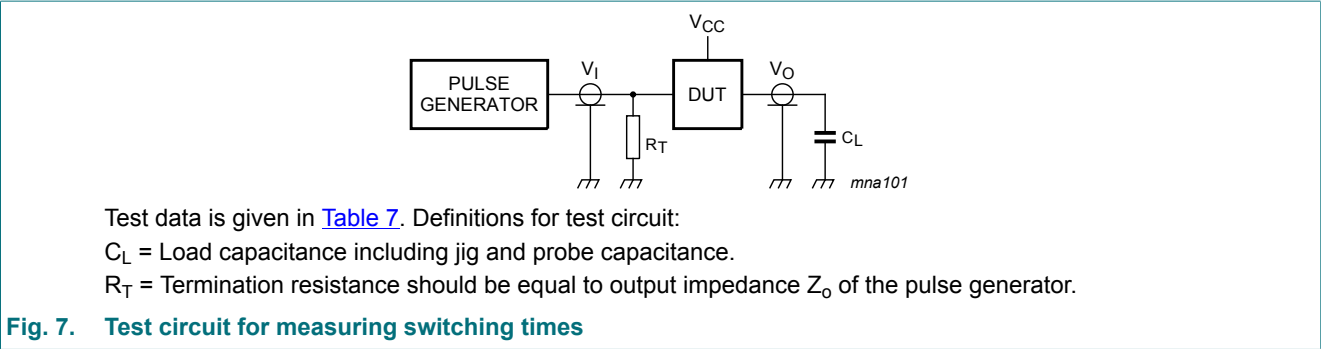 VCC
PULSE
GENERATOR
VI
DUT
VO
RT
CL
mna101
Test data is given in Table 7. Definitions for test circuit:
CL = Load capacitance including jig and probe capacitance.
RT = Termination resistance should be equal to output impedance Zo of the pulse generator.
Fig. 7. Test circuit for measuring switching times